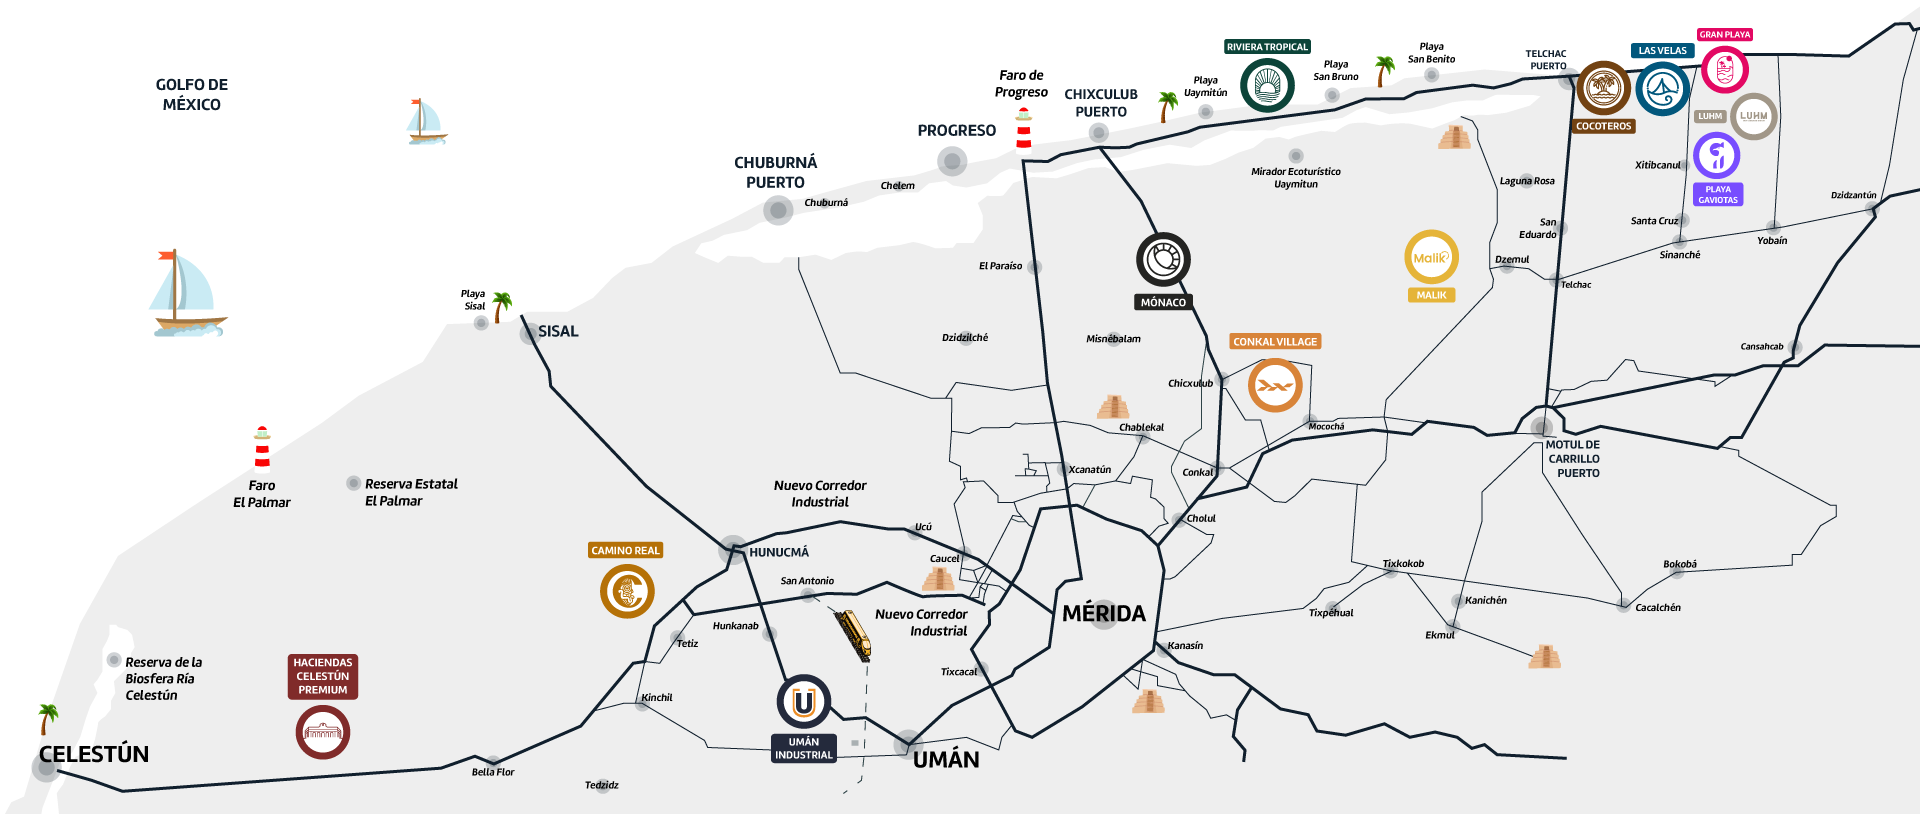 GOLFO DE
MÉXICO
Faro de
Progreso
CHIXCULUB
PUERTO
PROGRESO
CHUBURNÁ
PUERTO
Chuburná
Chelem
RIVIERA TROPICAL
Playa
Uaymitún
Playa
San Bruno
Playa
San Benito
TELCHAC
PUERTO
COCOTEROS
LAS VELAS
GRAN PLAYA
LUHM
LUHM
Xitibcanul
PLAYA
GAVIOTAS
Mirador Ecoturístico
Uaymitun
Laguna Rosa
San
Eduardo
Santa Cruz
Sinanché
Yobaín
Dzidzantún
Dzemul
Telchac
El Paraíso
MÓNACO
Malik
MALIK
Playa
Sisal
SISAL
Dzidzilché
Misnébalam
CONKAL VILLAGE
Cansahcab
Chicxulub
Chablekal
Mocochá
MOTUL DE
CARRILLO
PUERTO
Xcanatún
Conkal
Faro
El Palmar
Reserva Estatal
El Palmar
Nuevo Corredor
Industrial
Cholul
Ucú
CAMINO REAL
HUNUCMÁ
Caucel
San Antonio
Tixkokob
Bokobá
Nuevo Corredor
Industrial
MÉRIDA
Tixpéhual
Kanichén
Cacalchén
Ekmul
Hunkanab
Tetiz
Kanasín
Tixcacal
Reserva de la
Biosfera Ría
Celestún
HACIENDAS
CELESTÚN
PREMIUM
Kinchil
U
UMÁN
INDUSTRIAL
UMÁN
CELESTÚN
Bella Flor
Tedzidz